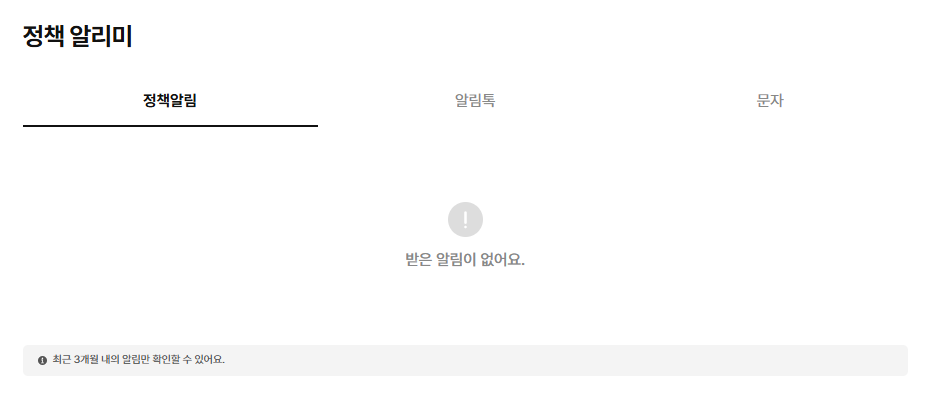 정책 알리미
정책알림
알림톡
문자
받은 알림이 없어요.
최근 3개월 내의 알림만 확인할 수 있어요.